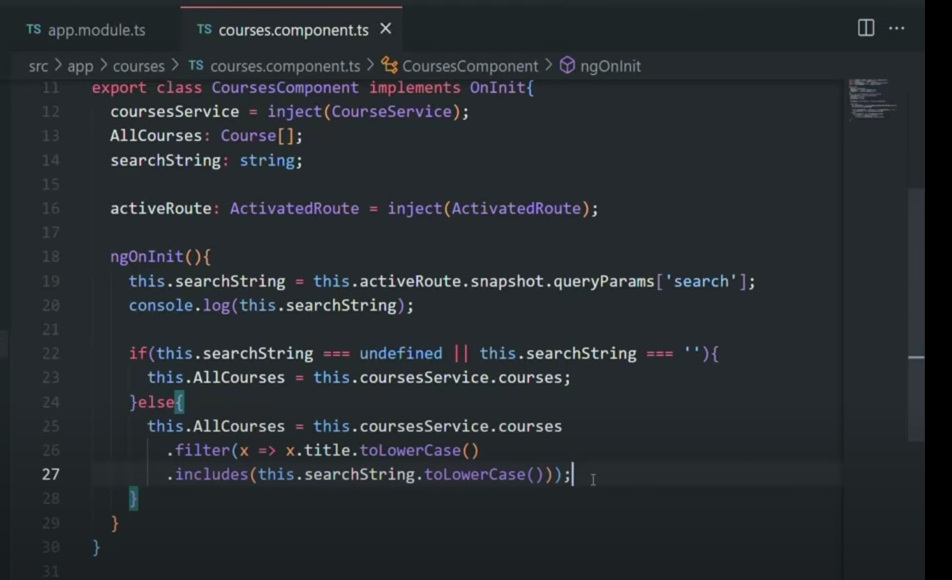 TS app.module.ts
TS courses.component.ts ✕ ···
src > app > courses > TS courses.component.ts > CoursesComponent > ngOnInit
11 export class CoursesComponent implements OnInit{
12 coursesService = inject(CourseService);
13 AllCourses: Course[];
14 searchString: string;
15
16 activeRoute: ActivatedRoute = inject(ActivatedRoute);
17
18 ngOnInit(){
19 this.searchString = this.activeRoute.snapshot.queryParams['search'];
20 console.log(this.searchString);
21
22 if(this.searchString === undefined || this.searchString === ''){
23 this.AllCourses = this.coursesService.courses;
24 }else{
25 this.AllCourses = this.coursesService.courses
26 .filter(x => x.title.toLowerCase()
27 .includes(this.searchString.toLowerCase()));
28 }
29 }
30 }
31